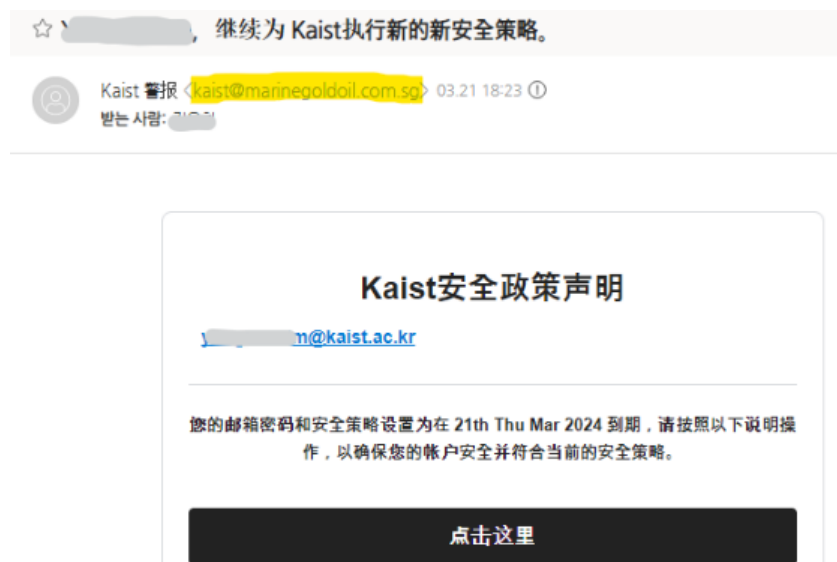 , 继续为 Kaist执行新的新安全策略。
Kaist 警报 <kaist@marinegoldoil.com.sg> 03.21 18:23
받는 사람:
Kaist安全政策声明
m@kaist.ac.kr
您的邮箱密码和安全策略设置为在 21th Thu Mar 2024 到期，请按照以下说明操
作，以确保您的帐户安全并符合当前的安全策略。
点击这里